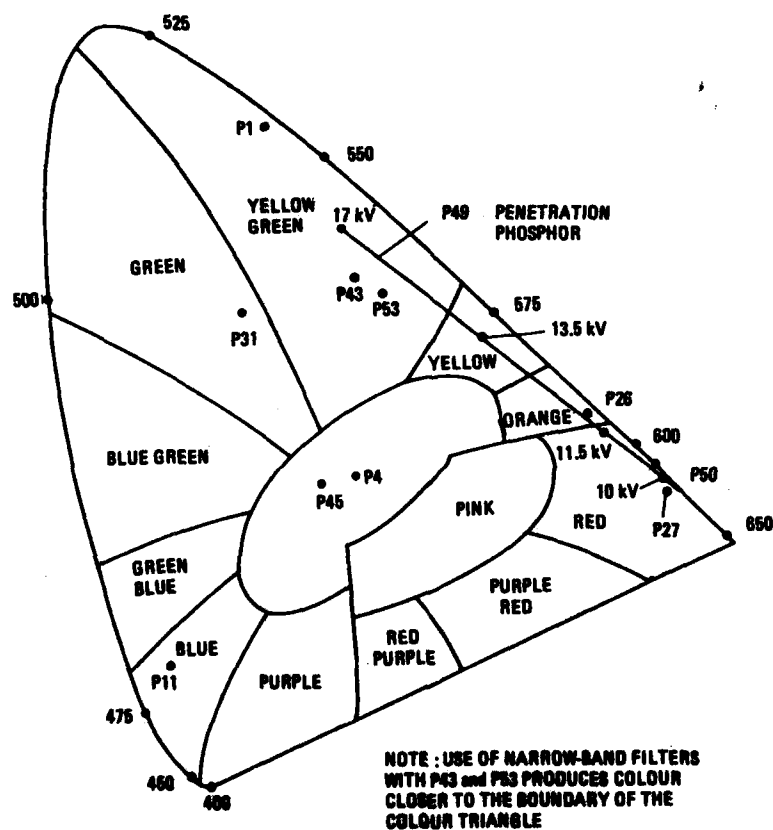 525
P1
550
YELLOW
GREEN
17 kV
P49 PENETRATION
PHOSPHOR
GREEN
P43
P53
500
P31
575
13.5 kV
YELLOW
P26
ORANGE
600
BLUE GREEN
11.5 kV
P50
P45
P4
10 kV
PINK
RED
P27
650
GREEN
BLUE
PURPLE
RED
BLUE
RED
PURPLE
P11
PURPLE
475
460
400
NOTE : USE OF NARROW-BAND FILTERS
WITH P43 and P53 PRODUCES COLOUR
CLOSER TO THE BOUNDARY OF THE
COLOUR TRIANGLE